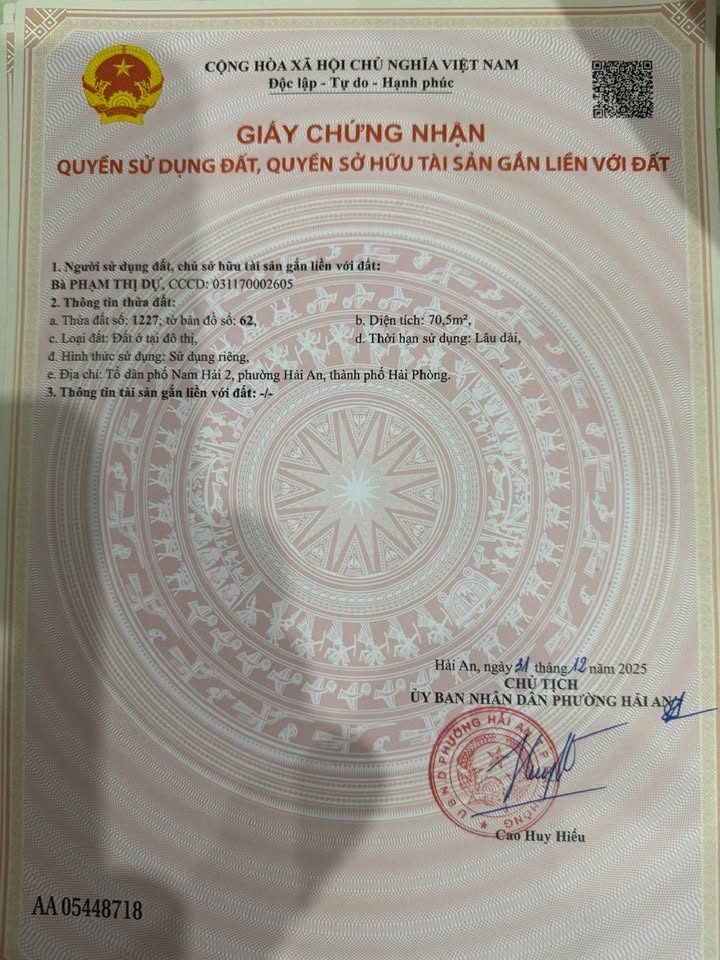 CỘNG HÒA XÃ HỘI CHỦ NGHĨA VIỆT NAM
Độc lập - Tự do - Hạnh phúc
GIẤY CHỨNG NHẬN
QUYỀN SỬ DỤNG ĐẤT, QUYỀN SỞ HỮU TÀI SẢN GẮN LIỀN VỚI ĐẤT
1. Người sử dụng đất, chủ sở hữu tài sản gắn liền với đất:
Bà PHẠM THỊ DỰ, CCCD: 031170002605
2. Thông tin thửa đất:
a. Thửa đất số: 1227; tờ bản đồ số: 62, b. Diện tích: 70,5m²,
c. Loại đất: Đất ở tại đô thị, d. Thời hạn sử dụng: Lâu dài,
đ. Hình thức sử dụng: Sử dụng riêng,
e. Địa chỉ: Tổ dân phố Nam Hải 2, phường Hải An, thành phố Hải Phòng.
3. Thông tin tài sản gắn liền với đất: -/-
Hải An, ngày 31 tháng 12 năm 2025
CHỦ TỊCH
ỦY BAN NHÂN DÂN PHƯỜNG HẢI AN
U.B.N.D PHƯỜNG HẢI AN
Cao Huy Hiếu
AA 05448718